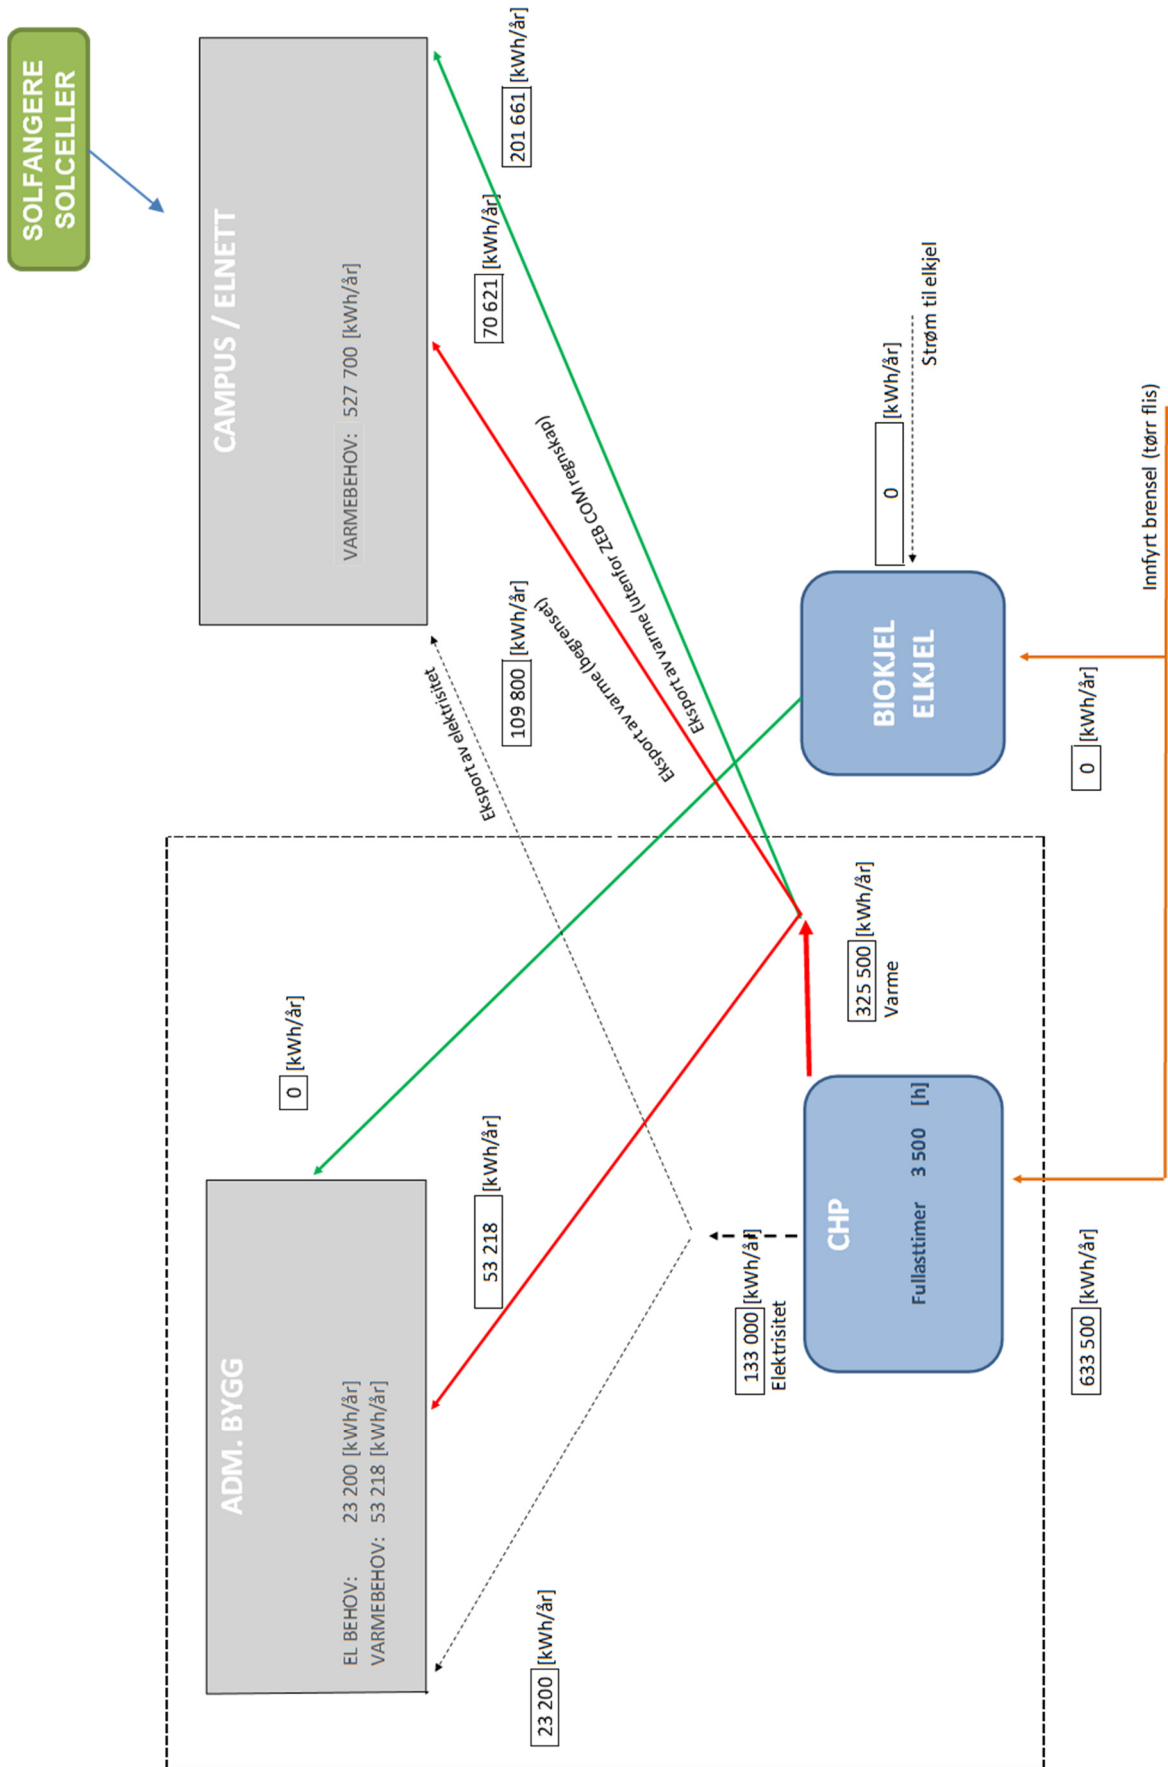 SOLFANGERE
SOLCELLER
ADM. BYGG
EL BEHOV: 23 200 [kWh/år]
VARMEBEHOV: 53 218 [kWh/år]
CAMPUS / ELNETT
VARMEBEHOV: 527 700 [kWh/år]
0 [kWh/år]
53 218 [kWh/år]
70 621 [kWh/år]
201 661 [kWh/år]
23 200 [kWh/år]
109 800 [kWh/år]
Eksport av elektrisitet
Eksport av varme (begrenset)
Eksport av varme (utenfor ZEB COM regnskap)
133 000 [kWh/år]
Elektrisitet
325 500 [kWh/år]
Varme
CHP
Fullasttimer 3 500 [h]
BIOKJEL
ELKJEL
0 [kWh/år]
Strøm til elkjel
633 500 [kWh/år]
0 [kWh/år]
Innfyrt brensel (tørr flis)